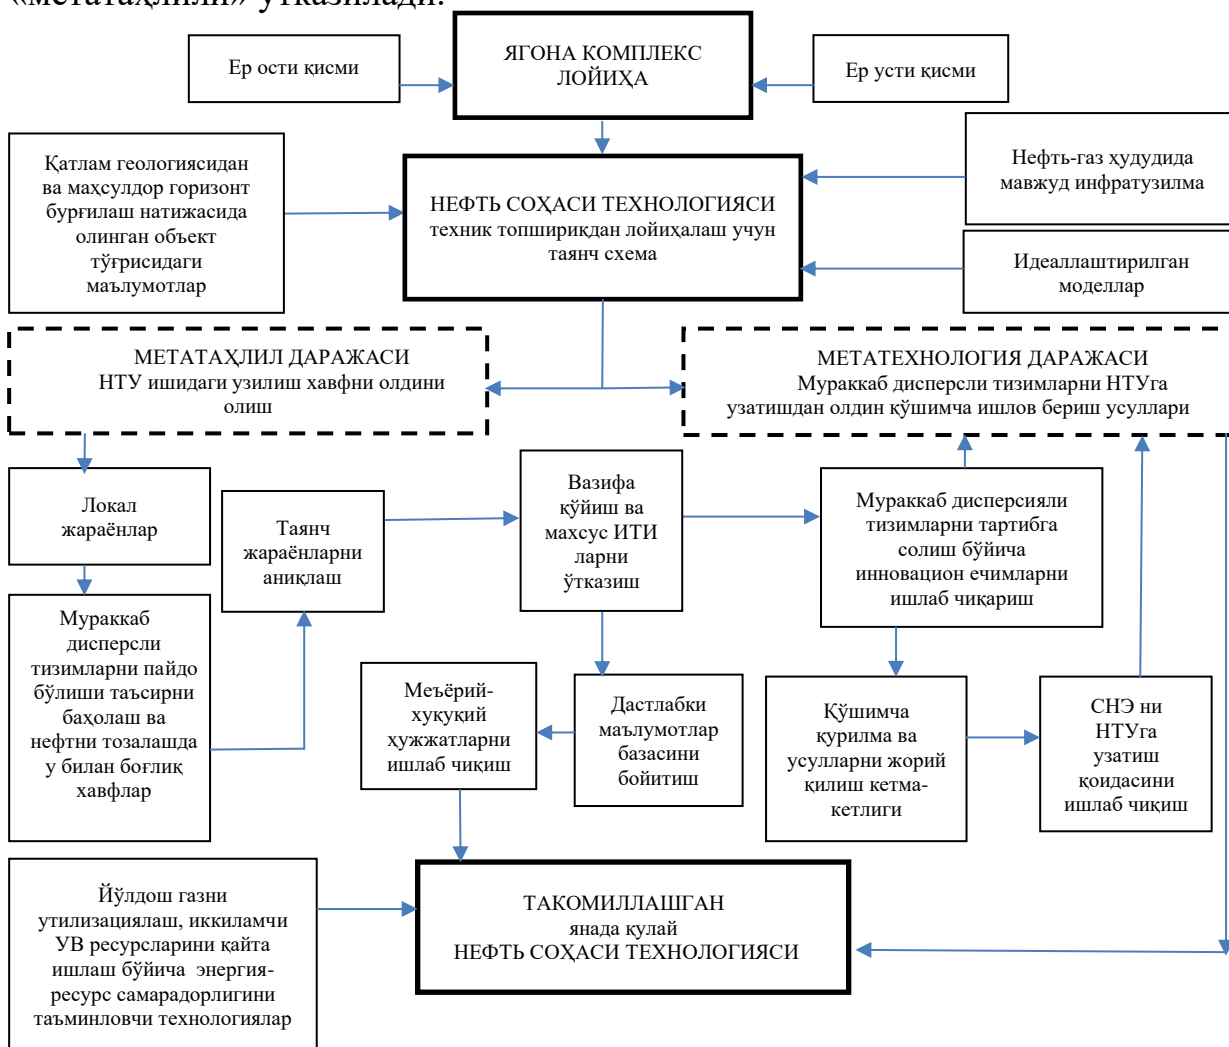 «метатаҳлили» ўтказилади.
Ер ости қисми
ЯГОНА КОМПЛЕКС
ЛОЙИҲА
Ер усти қисми
Қатлам геологиясидан
ва маҳсулдор горизонт
бурғилаш натижасида
олинган объект
тўғрисидаги
маълумотлар
НЕФТЬ СОҲАСИ ТЕХНОЛОГИЯСИ
техник топшириқдан лойиҳалаш учун
таянч схема
Нефть-газ ҳудудида
мавжуд инфратузилма
Идеаллаштирилган
моделлар
МЕТАТАҲЛИЛ ДАРАЖАСИ
НТУ ишидаги узилиш хавфни олдини
олиш
МЕТАТЕХНОЛОГИЯ ДАРАЖАСИ
Мураккаб дисперсли тизимларни НТУга
узатишдан олдин қўшимча ишлов бериш усуллари
Локал
жараёнлар
Таянч
жараёнларни
аниқлаш
Вазифа
қўйиш ва
махсус ИТИ
ларни
ўтказиш
Мураккаб дисперсияли
тизимларни тартибга
солиш бўйича
инновацион ечимларни
ишлаб чиқариш
Мураккаб
дисперсли
тизимларни пайдо
бўлиши таъсирни
баҳолаш ва
нефтни тозалашда
у билан боғлиқ
хавфлар
Меъёрий-
хуқуқий
ҳужжатларни
ишлаб чиқиш
Дастлабки
маълумотлар
базасини
бойитиш
Қўшимча
қурилма ва
усулларни жорий
қилиш кетма-
кетлиги
СНЭ ни
НТУга
узатиш
қоидасини
ишлаб чиқиш
Йўлдош газни
утилизациялаш, иккиламчи
УВ ресурсларини қайта
ишлаш бўйича энергия-
ресурс самарадорлигини
таъминловчи технологиялар
ТАКОМИЛЛАШГАН
янада қулай
НЕФТЬ СОҲАСИ ТЕХНОЛОГИЯСИ